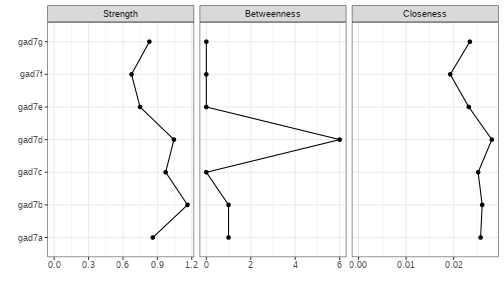 Strength Betweenness Closeness
gad7g
gad7f
gad7e
gad7d
gad7c
gad7b
gad7a
0.0 0.3 0.6 0.9 1.2 0 2 4 6 0.00 0.01 0.02